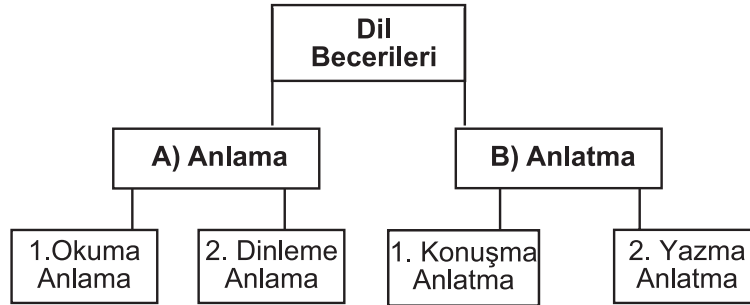 Dil
Becerileri
A) Anlama
B) Anlatma
1.Okuma
Anlama
2. Dinleme
Anlama
1. Konuşma
Anlatma
2. Yazma
Anlatma